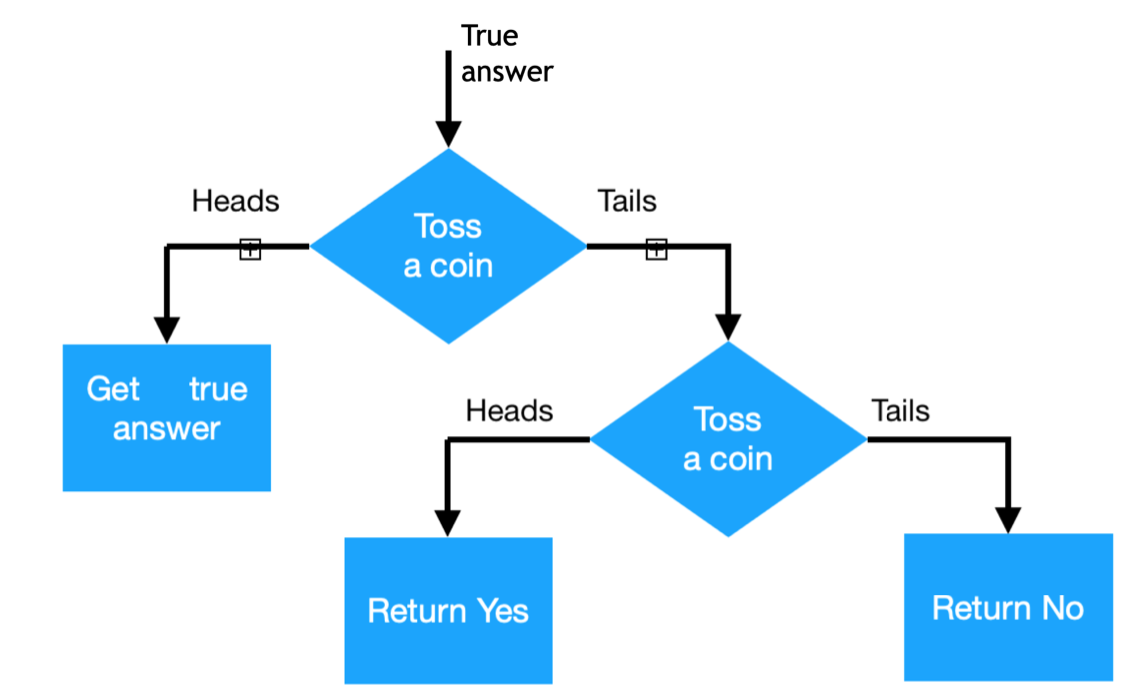 True
answer
Heads
Tails
Toss
a coin
Get true
answer
Heads
Tails
Toss
a coin
Return Yes
Return No